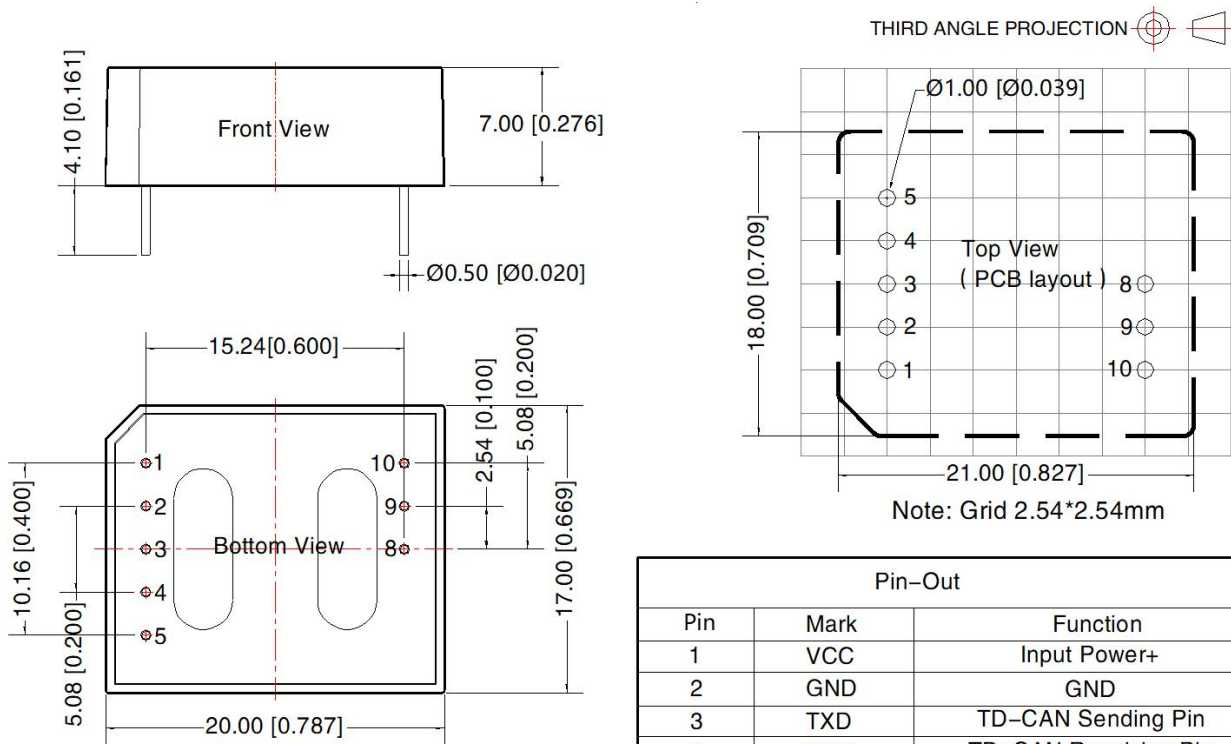 THIRD ANGLE PROJECTION
4.10 [0.161]
Front View
7.00 [0.276]
Ø0.50 [Ø0.020]
Ø1.00 [Ø0.039]
5
4
3
2
1
Top View
( PCB layout )
8
9
10
18.00 [0.709]
21.00 [0.827]
Note: Grid 2.54*2.54mm
15.24[0.600]
2.54 [0.100]
5.08 [0.200]
1
2
3
4
5
10
9
8
Bottom View
10.16 [0.400]
5.08 [0.200]
17.00 [0.669]
20.00 [0.787]
Pin–Out
Pin Mark Function
1 VCC Input Power+
2 GND GND
3 TXD TD–CAN Sending Pin